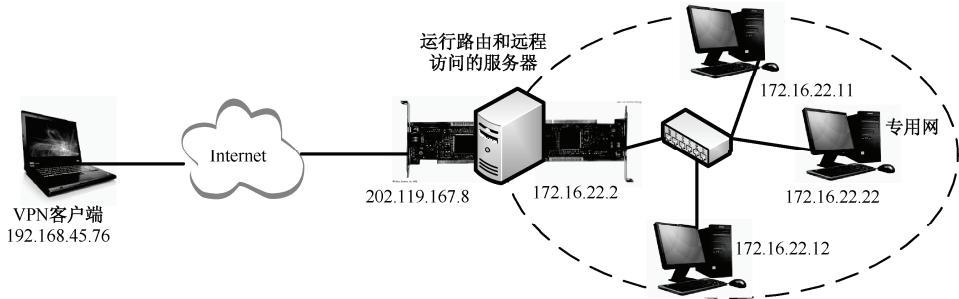 运行路由和远程
访问的服务器
172.16.22.11
专用网
Internet
202.119.167.8
172.16.22.2
172.16.22.22
VPN客户端
192.168.45.76
172.16.22.12